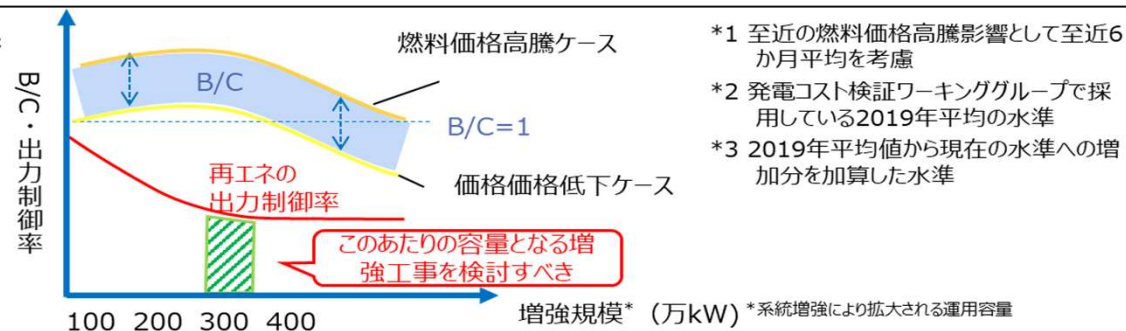 燃料価格高騰ケース
B/C
B/C=1
B/C・出力制御率
再エネの
出力制御率
価格価格低下ケース
このあたりの容量となる増
強工事を検討すべき
100 200 300 400
増強規模*（万kW）*系統増強により拡大される運用容量
*1 至近の燃料価格高騰影響として至近6
か月平均を考慮
*2 発電コスト検証ワーキンググループで採
用している2019年平均の水準
*3 2019年平均値から現在の水準への増
加分を加算した水準